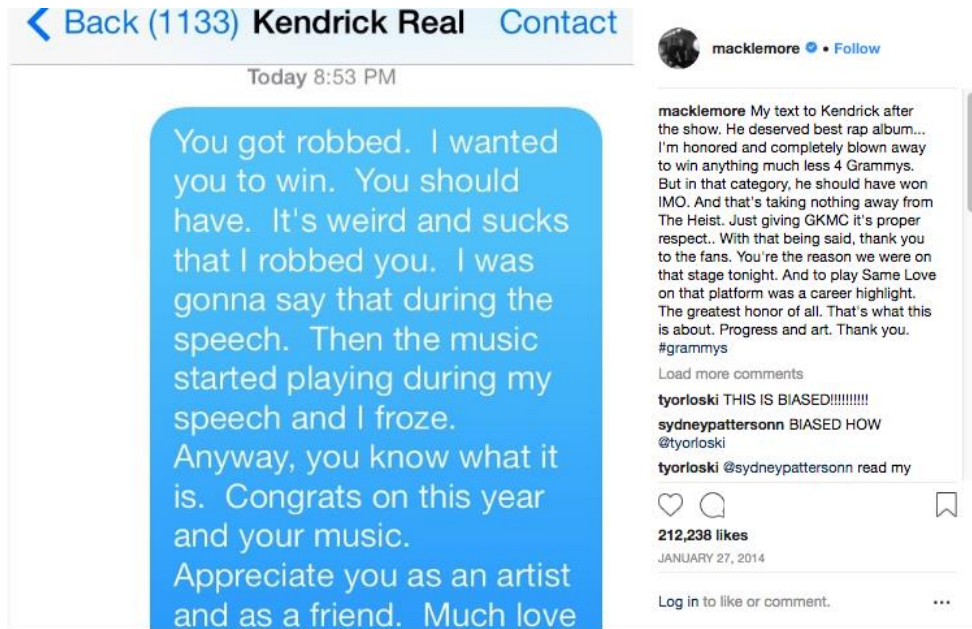 Back (1133) Kendrick Real Contact
Today 8:53 PM
You got robbed. I wanted
you to win. You should
have. It's weird and sucks
that I robbed you. I was
gonna say that during the
speech. Then the music
started playing during my
speech and I froze.
Anyway, you know what it
is. Congrats on this year
and your music.
Appreciate you as an artist
and as a friend. Much love
macklemore • Follow
macklemore My text to Kendrick after
the show. He deserved best rap album...
I'm honored and completely blown away
to win anything much less 4 Grammys.
But in that category, he should have won
IMO. And that's taking nothing away from
The Heist. Just giving GKMC it's proper
respect.. With that being said, thank you
to the fans. You're the reason we were on
that stage tonight. And to play Same Love
on that platform was a career highlight.
The greatest honor of all. That's what this
is about. Progress and art. Thank you.
#grammys
Load more comments
tyorloski THIS IS BIASED!!!!!!!!!!
sydneypattersonn BIASED HOW
@tyorloski
tyorloski @sydneypattersonn read my
212,238 likes
JANUARY 27, 2014
Log in to like or comment.